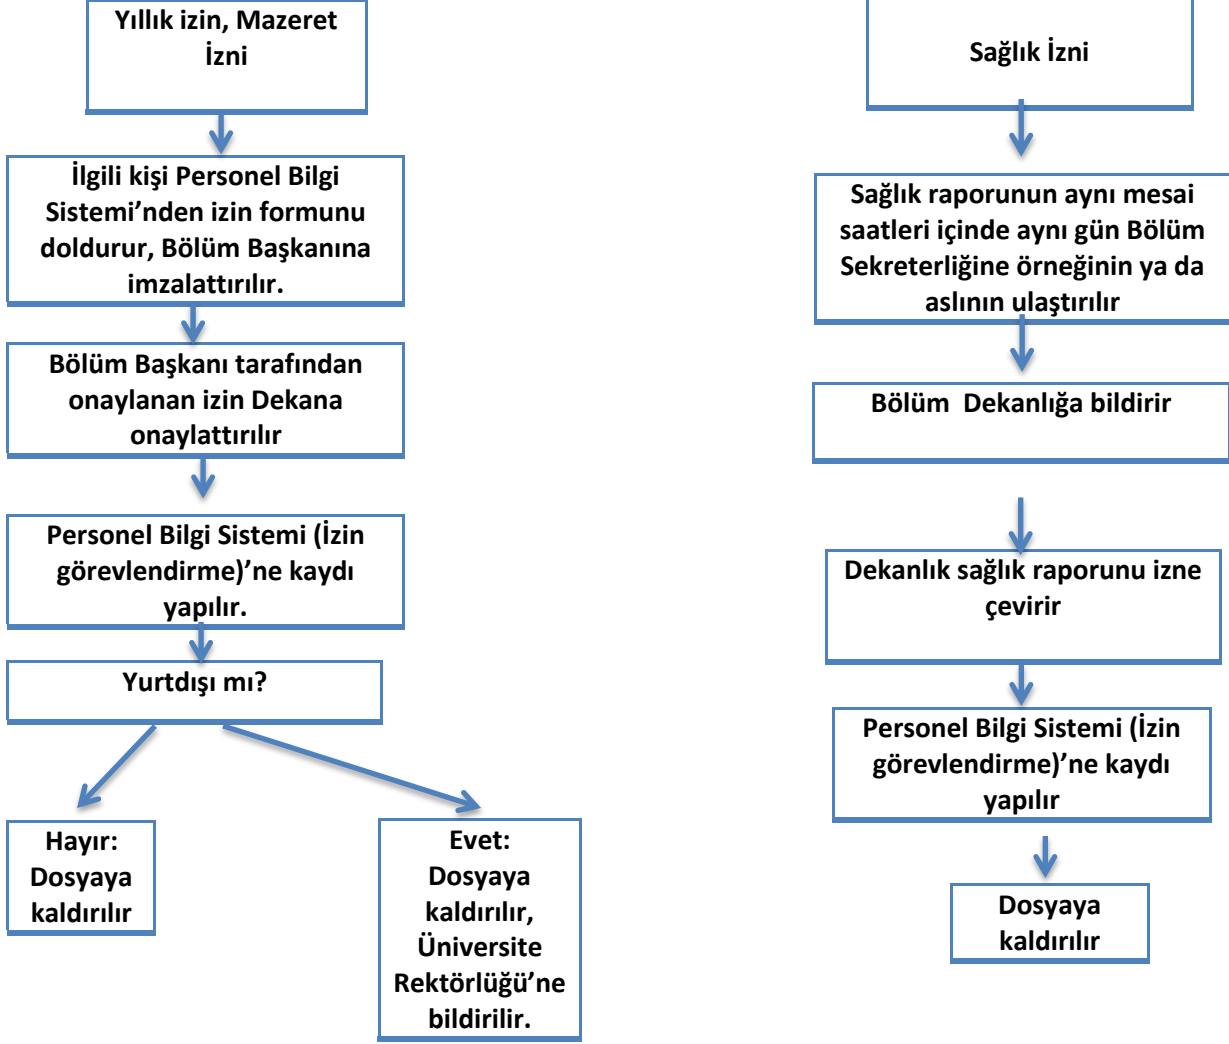 Yıllık izin, Mazeret
İzni
İlgili kişi Personel Bilgi
Sistemi’nden izin formunu
doldurur, Bölüm Başkanına
imzalattırılır.
Bölüm Başkanı tarafından
onaylanan izin Dekana
onaylattırılır
Personel Bilgi Sistemi (İzin
görevlendirme)’ne kaydı
yapılır.
Yurtdışı mı?
Hayır:
Dosyaya
kaldırılır
Evet:
Dosyaya
kaldırılır,
Üniversite
Rektörlüğü’ne
bildirilir.
Sağlık İzni
Sağlık raporunun aynı mesai
saatleri içinde aynı gün Bölüm
Sekreterliğine örneğinin ya da
aslının ulaştırılır
Bölüm  Dekanlığa bildirir
Dekanlık sağlık raporunu izne
çevirir
Personel Bilgi Sistemi (İzin
görevlendirme)’ne kaydı
yapılır
Dosyaya
kaldırılır